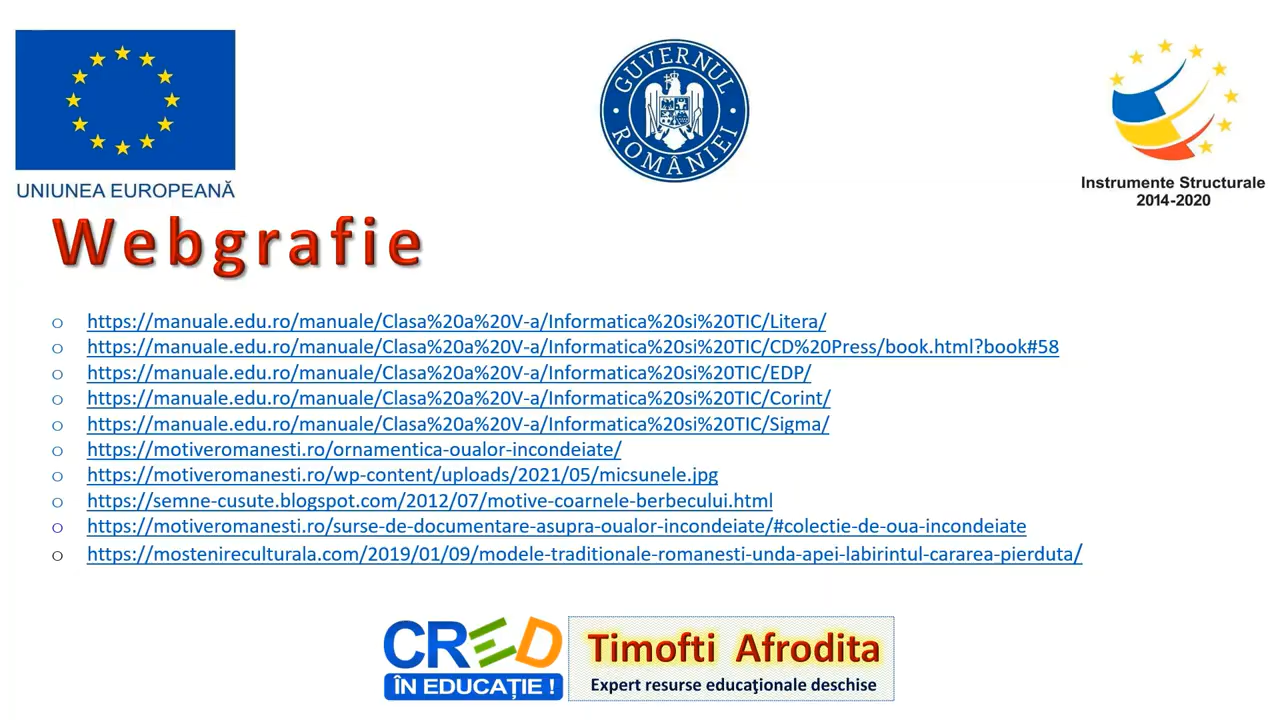 UNIUNEA EUROPEANĂ
GUVERNUL ROMÂNIEI
Instrumente Structurale
2014-2020
Webgrafie
https://manuale.edu.ro/manuale/Clasa%20a%20V-a/Informatica%20si%20TIC/Litera/
https://manuale.edu.ro/manuale/Clasa%20a%20V-a/Informatica%20si%20TIC/CD%20Press/book.html?book#58
https://manuale.edu.ro/manuale/Clasa%20a%20V-a/Informatica%20si%20TIC/EDP/
https://manuale.edu.ro/manuale/Clasa%20a%20V-a/Informatica%20si%20TIC/Corint/
https://manuale.edu.ro/manuale/Clasa%20a%20V-a/Informatica%20si%20TIC/Sigma/
https://motiveromanesti.ro/ornamentica-oualor-incondeiate/
https://motiveromanesti.ro/wp-content/uploads/2021/05/micsunele.jpg
https://semne-cusute.blogspot.com/2012/07/motive-coarnele-berbecului.html
https://motiveromanesti.ro/surse-de-documentare-asupra-oualor-incondeiate/#colectie-de-oua-incondeiate
https://mostenireculturala.com/2019/01/09/modele-traditionale-romanesti-unda-apei-labirintul-cararea-pierduta/
CRED
ÎN EDUCAȚIE !
Timofti Afrodita
Expert resurse educaţionale deschise